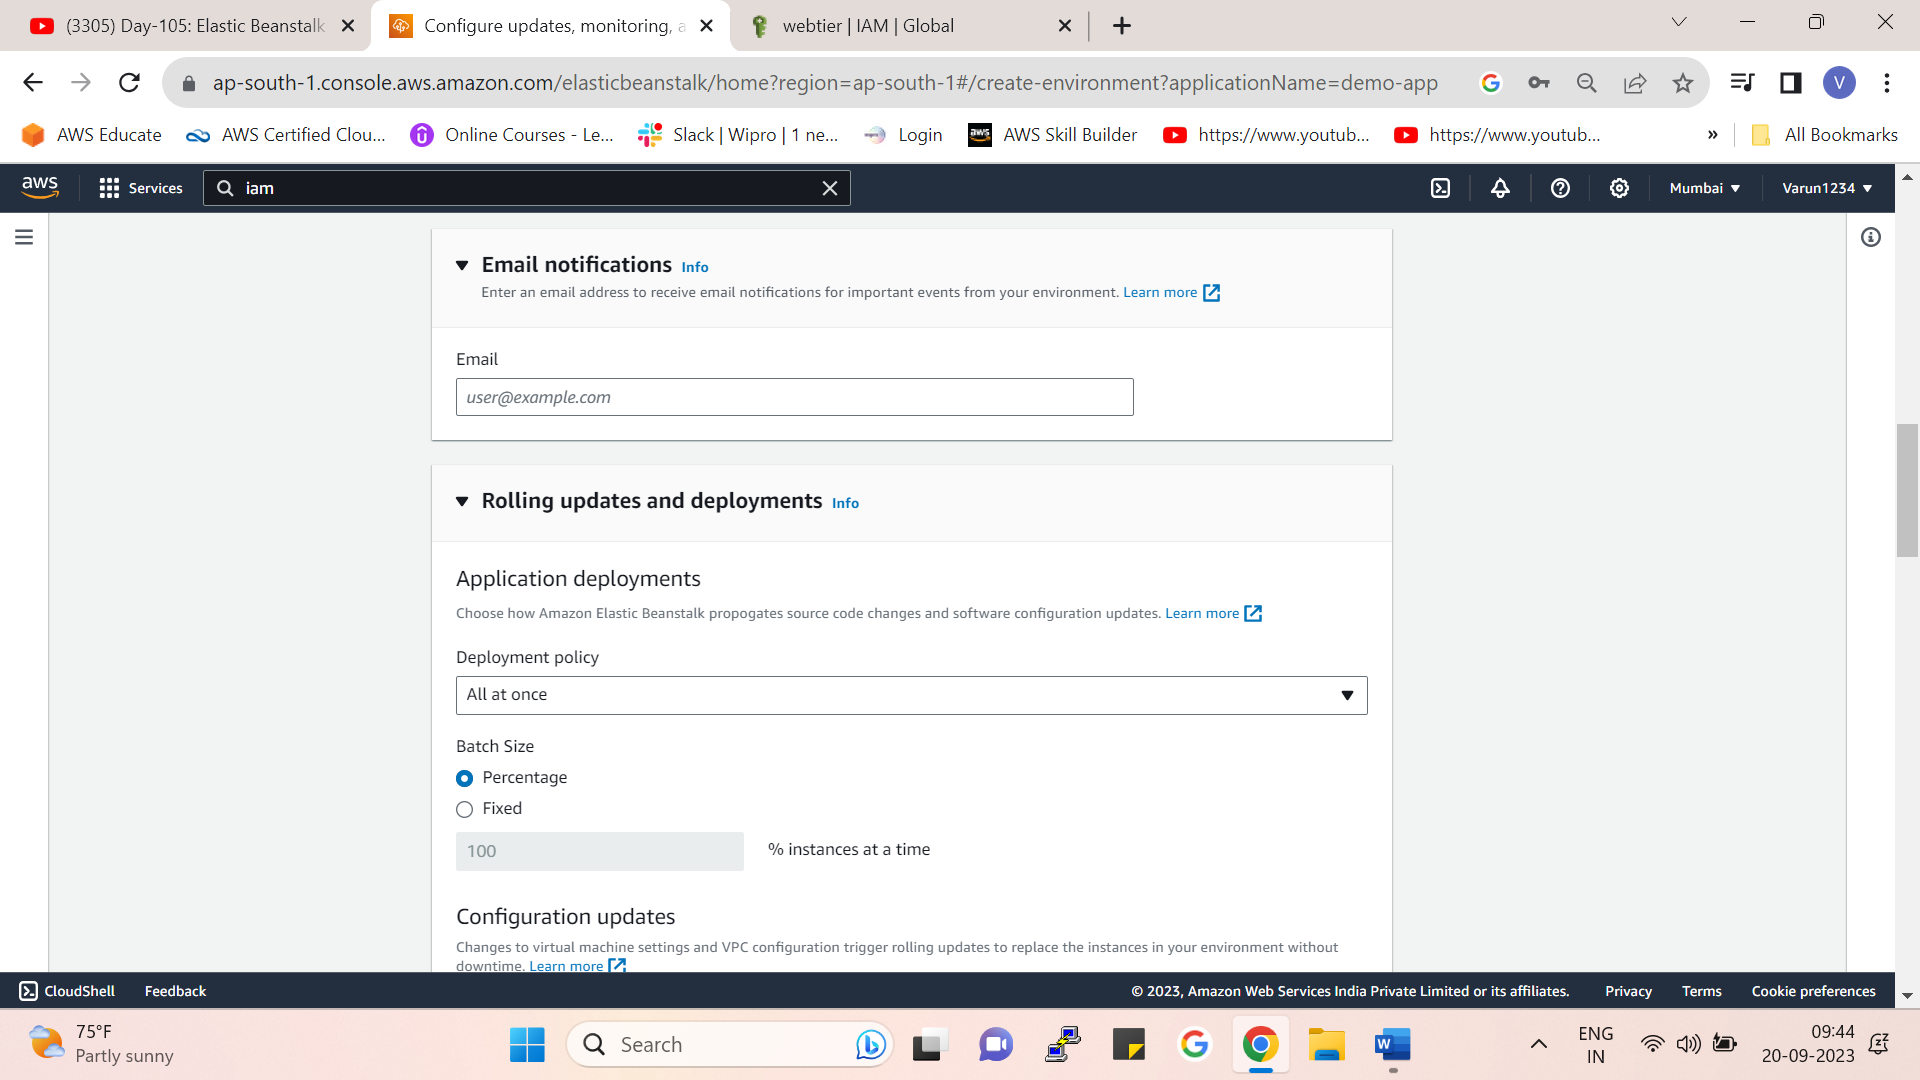 (3305) Day-105: Elastic Beanstalk
Configure updates, monitoring, a
webtier | IAM | Global
ap-south-1.console.aws.amazon.com/elasticbeanstalk/home?region=ap-south-1#/create-environment?applicationName=demo-app
V
AWS Educate
AWS Certified Clou...
Online Courses - Le...
Slack | Wipro | 1 ne...
Login
AWS Skill Builder
https://www.youtub...
https://www.youtub...
»
All Bookmarks
aws
Services
iam
Mumbai
Varun1234
Email notifications Info
Enter an email address to receive email notifications for important events from your environment. Learn more
Email
user@example.com
Rolling updates and deployments Info
Application deployments
Choose how Amazon Elastic Beanstalk propogates source code changes and software configuration updates. Learn more
Deployment policy
All at once
Batch Size
Percentage
Fixed
100
% instances at a time
Configuration updates
Changes to virtual machine settings and VPC configuration trigger rolling updates to replace the instances in your environment without
downtime. Learn more
CloudShell
Feedback
© 2023, Amazon Web Services India Private Limited or its affiliates.
Privacy
Terms
Cookie preferences
75°F
Partly sunny
Search
ENG
IN
09:44
20-09-2023